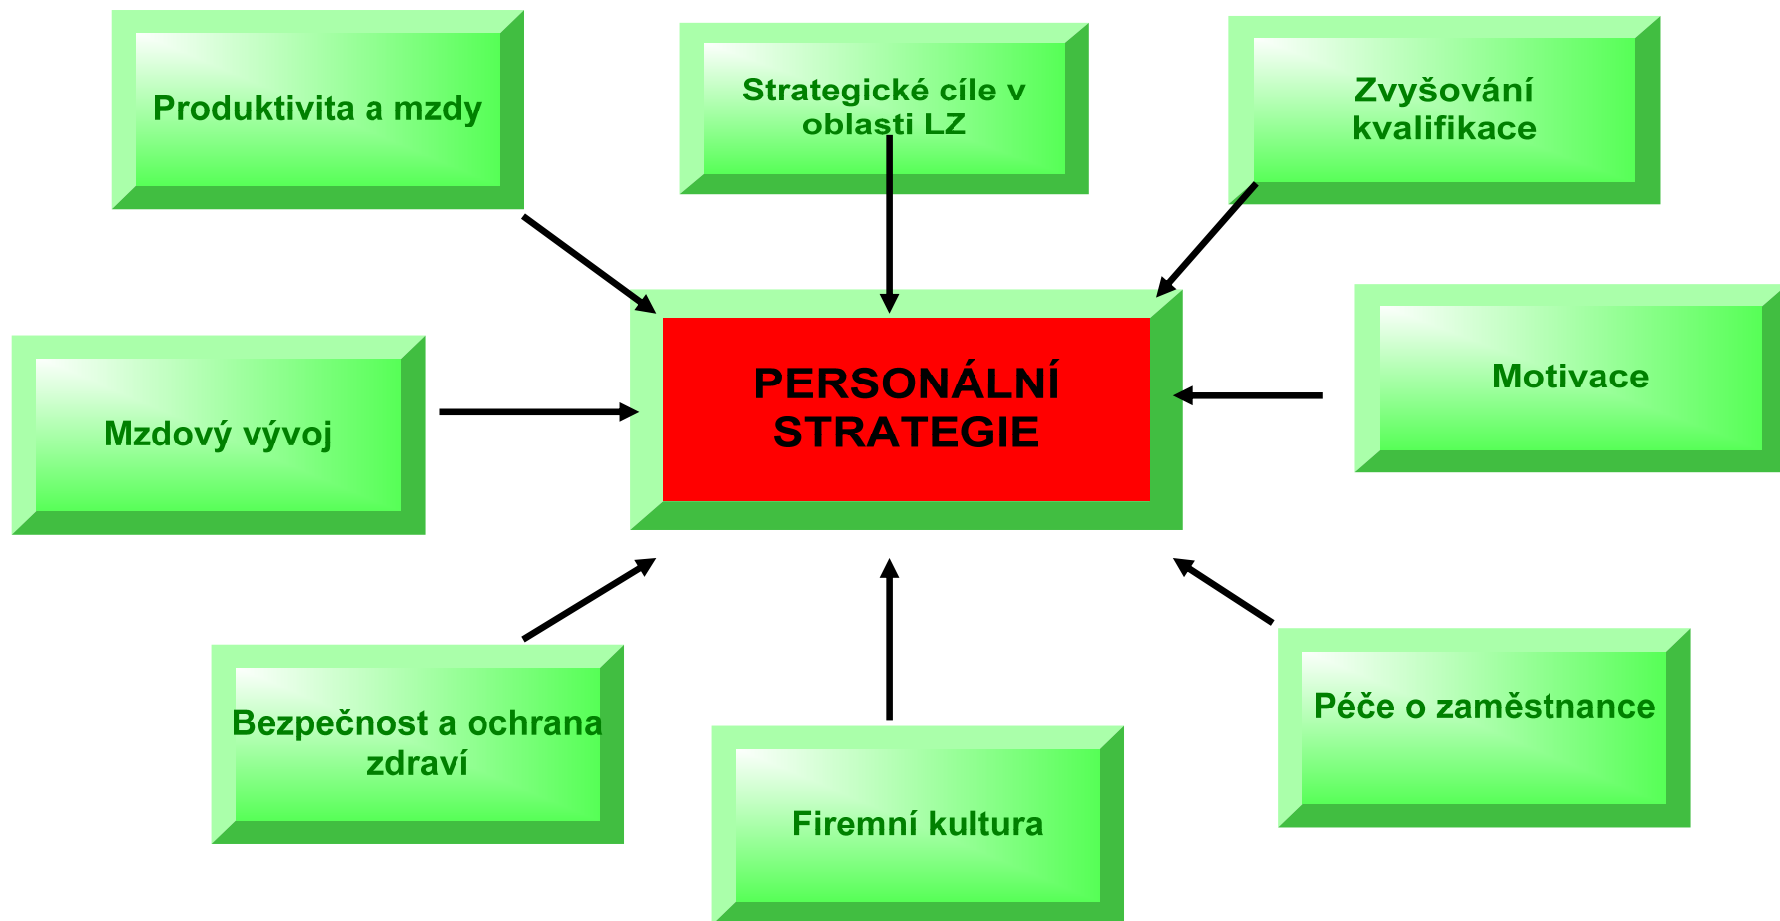 Produktivita a mzdy
Strategické cíle v
oblasti LZ
Zvyšování
kvalifikace
PERSONÁLNÍ
STRATEGIE
Motivace
Mzdový vývoj
Bezpečnost a ochrana
zdraví
Firemní kultura
Péče o zaměstnance